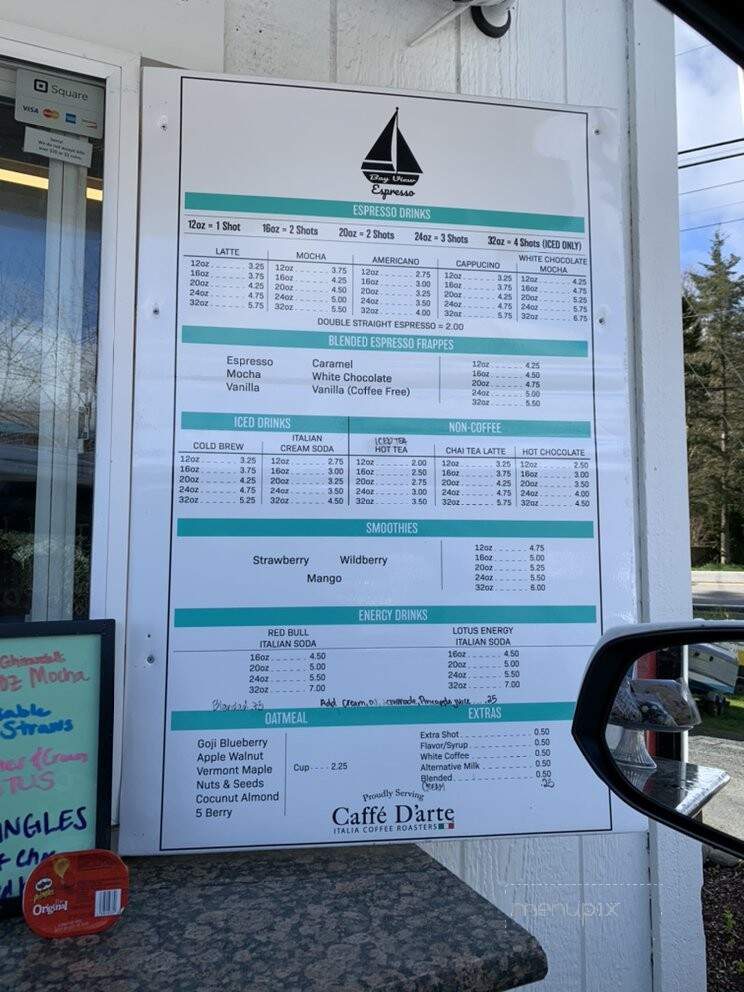 Square
VISA
Bay View
Espresso
ESPRESSO DRINKS
12oz = 1 Shot 16oz = 2 Shots 20oz = 2 Shots 24oz = 3 Shots 32oz = 4 Shots (ICED ONLY)
LATTE
12oz 3.25
16oz 3.75
20oz 4.25
24oz 4.75
32oz 5.75
MOCHA
12oz 3.75
16oz 4.25
20oz 4.50
24oz 5.00
32oz 5.50
AMERICANO
12oz 2.75
16oz 3.00
20oz 3.25
24oz 3.50
32oz 4.00
CAPPUCINO
12oz 3.25
16oz 3.75
20oz 4.25
24oz 4.75
32oz 5.75
WHITE CHOCOLATE
MOCHA
12oz 4.25
16oz 4.75
20oz 5.25
24oz 5.75
32oz 6.75
DOUBLE STRAIGHT ESPRESSO = 2.00
BLENDED ESPRESSO FRAPPES
Espresso
Mocha
Vanilla
Caramel
White Chocolate
Vanilla (Coffee Free)
12oz 4.25
16oz 4.50
20oz 4.75
24oz 5.00
32oz 5.50
ICED DRINKS
COLD BREW
12oz 3.25
16oz 3.75
20oz 4.25
24oz 4.75
32oz 5.25
ITALIAN
CREAM SODA
12oz 2.75
16oz 3.00
20oz 3.25
24oz 3.50
32oz 4.50
NON-COFFEE
ICED TEA
HOT TEA
12oz 2.00
16oz 2.50
20oz 2.75
24oz 3.00
32oz 3.50
CHAI TEA LATTE
12oz 3.25
16oz 3.75
20oz 4.25
24oz 4.75
32oz 5.75
HOT CHOCOLATE
12oz 2.50
16oz 3.00
20oz 3.50
24oz 4.00
32oz 4.50
SMOOTHIES
Strawberry Wildberry
Mango
12oz 4.75
16oz 5.00
20oz 5.25
24oz 5.50
32oz 6.00
ENERGY DRINKS
RED BULL
ITALIAN SODA
16oz 4.50
20oz 5.00
24oz 5.50
32oz 7.00
LOTUS ENERGY
ITALIAN SODA
16oz 4.50
20oz 5.00
24oz 5.50
32oz 7.00
Blended .75
Add cream, lemonade, Pineapple juice .25
OATMEAL
Goji Blueberry
Apple Walnut
Vermont Maple
Nuts & Seeds
Coconut Almond
5 Berry
Cup 2.25
EXTRAS
Extra Shot 0.50
Flavor/Syrup 0.50
White Coffee 0.50
Alternative Milk 0.50
Blended 0.50
.25
Proudly Serving
Caffé D'arte
ITALIA COFFEE ROASTERS
oz Mocha
Straws
Pringles
Original
menupix